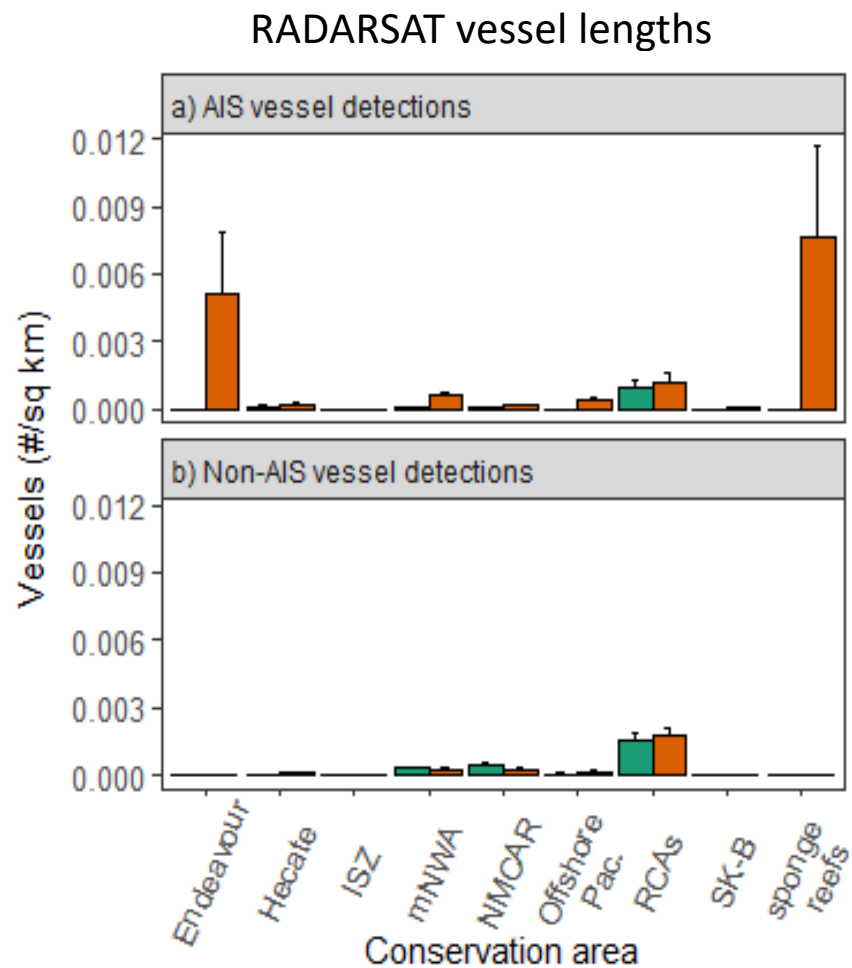 RADARSAT vessel lengths
a) AIS vessel detections
0.012
0.009
0.006
0.003
0.000
b) Non-AIS vessel detections
0.012
0.009
0.006
0.003
0.000
Vessels (#/sq km)
Endeavour
Hecate
ISZ
mNWA
NMCAR
Offshore
Pac.
RCAs
SK-B
sponge
reefs
Conservation area